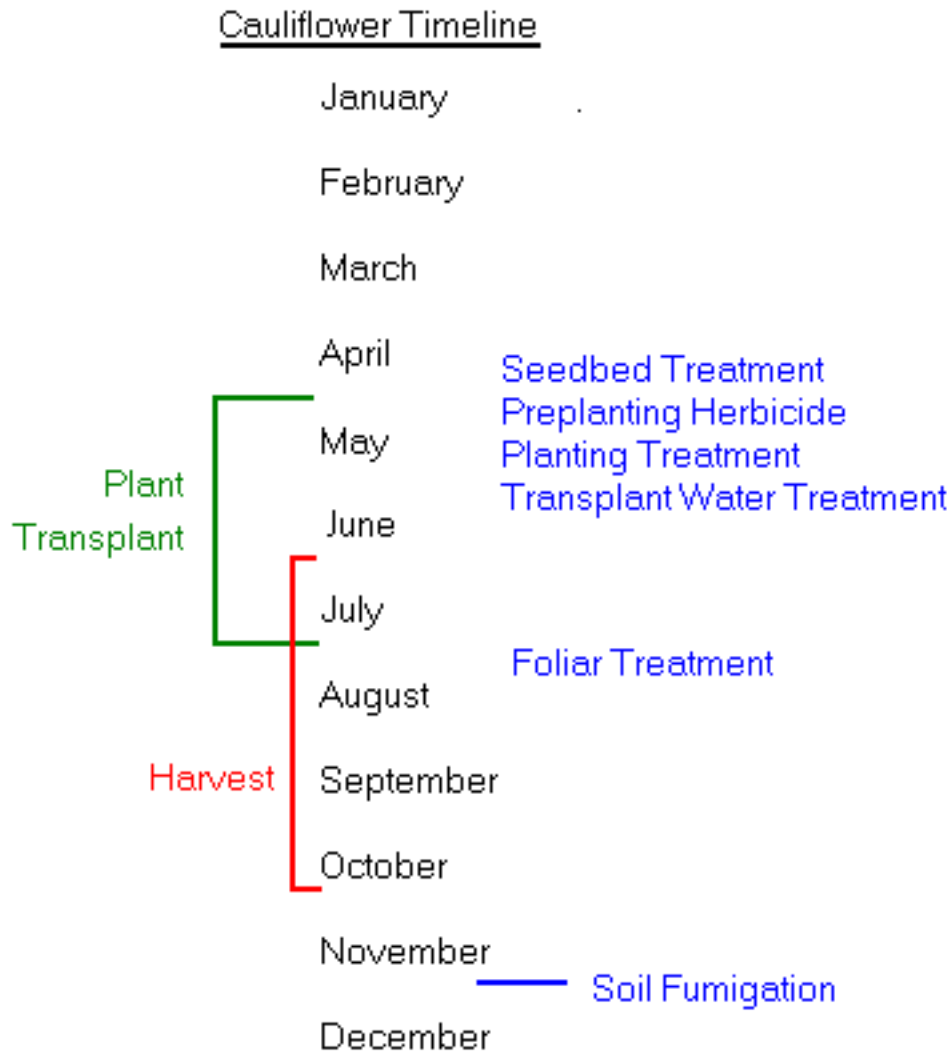 Cauliflower Timeline
January
February
March
April
Seedbed Treatment
Preplanting Herbicide
May
Planting Treatment
Plant
Transplant Water Treatment
June
Transplant
July
Foliar Treatment
August
Harvest
September
October
November
Soil Fumigation
December